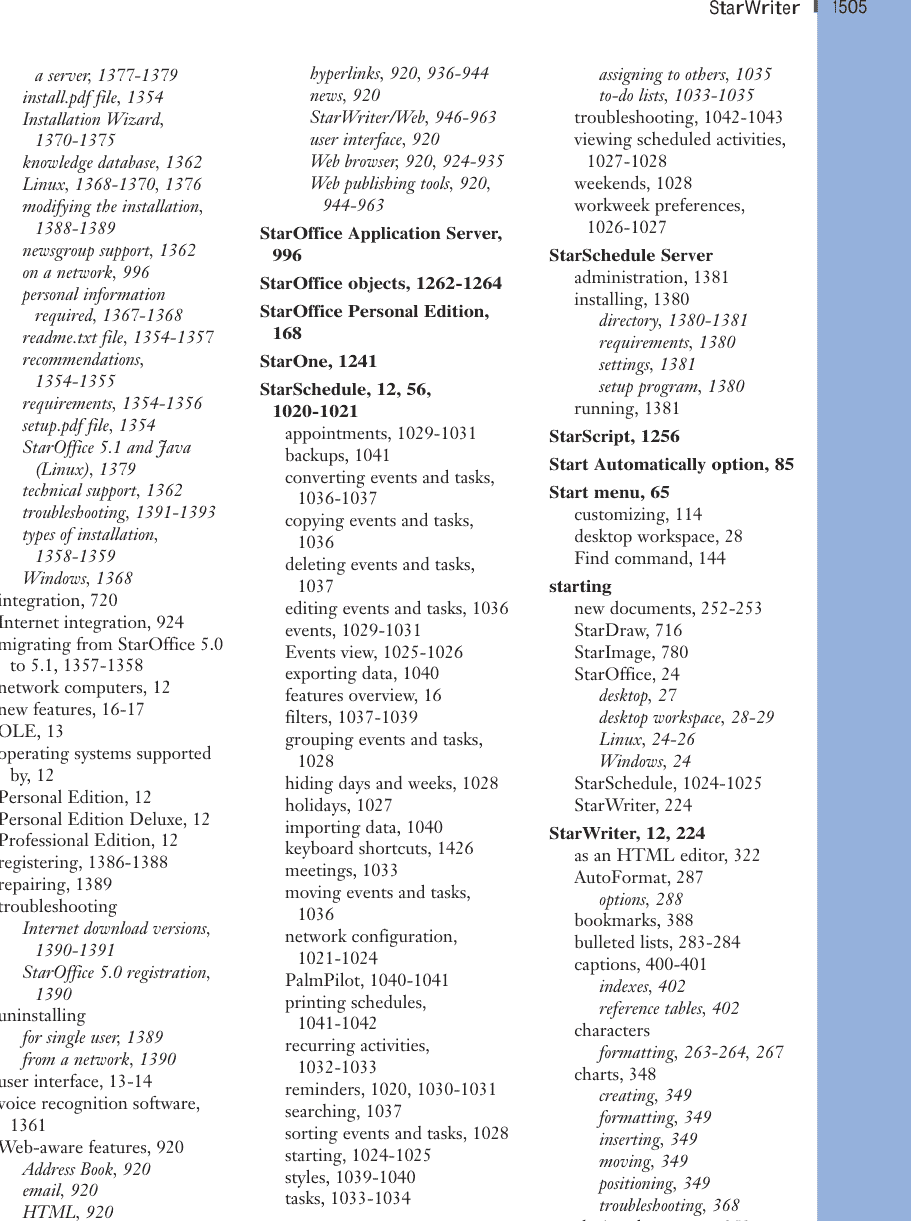 StarWriter 1505
a server, 1377-1379
install.pdf file, 1354
Installation Wizard,
1370-1375
knowledge database, 1362
Linux, 1368-1370, 1376
modifying the installation,
1388-1389
newsgroup support, 1362
on a network, 996
personal information
required, 1367-1368
readme.txt file, 1354-1357
recommendations,
1354-1355
requirements, 1354-1356
setup.pdf file, 1354
StarOffice 5.1 and Java
(Linux), 1379
technical support, 1362
troubleshooting, 1391-1393
types of installation,
1358-1359
Windows, 1368
integration, 720
Internet integration, 924
migrating from StarOffice 5.0
to 5.1, 1357-1358
network computers, 12
new features, 16-17
OLE, 13
operating systems supported
by, 12
Personal Edition, 12
Personal Edition Deluxe, 12
Professional Edition, 12
registering, 1386-1388
repairing, 1389
troubleshooting
Internet download versions,
1390-1391
StarOffice 5.0 registration,
1390
uninstalling
for single user, 1389
from a network, 1390
user interface, 13-14
voice recognition software,
1361
Web-aware features, 920
Address Book, 920
email, 920
HTML, 920
hyperlinks, 920, 936-944
news, 920
StarWriter/Web, 946-963
user interface, 920
Web browser, 920, 924-935
Web publishing tools, 920,
944-963
StarOffice Application Server,
996
StarOffice objects, 1262-1264
StarOffice Personal Edition,
168
StarOne, 1241
StarSchedule, 12, 56,
1020-1021
appointments, 1029-1031
backups, 1041
converting events and tasks,
1036-1037
copying events and tasks,
1036
deleting events and tasks,
1037
editing events and tasks, 1036
events, 1029-1031
Events view, 1025-1026
exporting data, 1040
features overview, 16
filters, 1037-1039
grouping events and tasks,
1028
hiding days and weeks, 1028
holidays, 1027
importing data, 1040
keyboard shortcuts, 1426
meetings, 1033
moving events and tasks,
1036
network configuration,
1021-1024
PalmPilot, 1040-1041
printing schedules,
1041-1042
recurring activities,
1032-1033
reminders, 1020, 1030-1031
searching, 1037
sorting events and tasks, 1028
starting, 1024-1025
styles, 1039-1040
tasks, 1033-1034
assigning to others, 1035
to-do lists, 1033-1035
troubleshooting, 1042-1043
viewing scheduled activities,
1027-1028
weekends, 1028
workweek preferences,
1026-1027
StarSchedule Server
administration, 1381
installing, 1380
directory, 1380-1381
requirements, 1380
settings, 1381
setup program, 1380
running, 1381
StarScript, 1256
Start Automatically option, 85
Start menu, 65
customizing, 114
desktop workspace, 28
Find command, 144
starting
new documents, 252-253
StarDraw, 716
StarImage, 780
StarOffice, 24
desktop, 27
desktop workspace, 28-29
Linux, 24-26
Windows, 24
StarSchedule, 1024-1025
StarWriter, 224
StarWriter, 12, 224
as an HTML editor, 322
AutoFormat, 287
options, 288
bookmarks, 388
bulleted lists, 283-284
captions, 400-401
indexes, 402
reference tables, 402
characters
formatting, 263-264, 267
charts, 348
creating, 349
formatting, 349
inserting, 349
moving, 349
positioning, 349
troubleshooting, 368